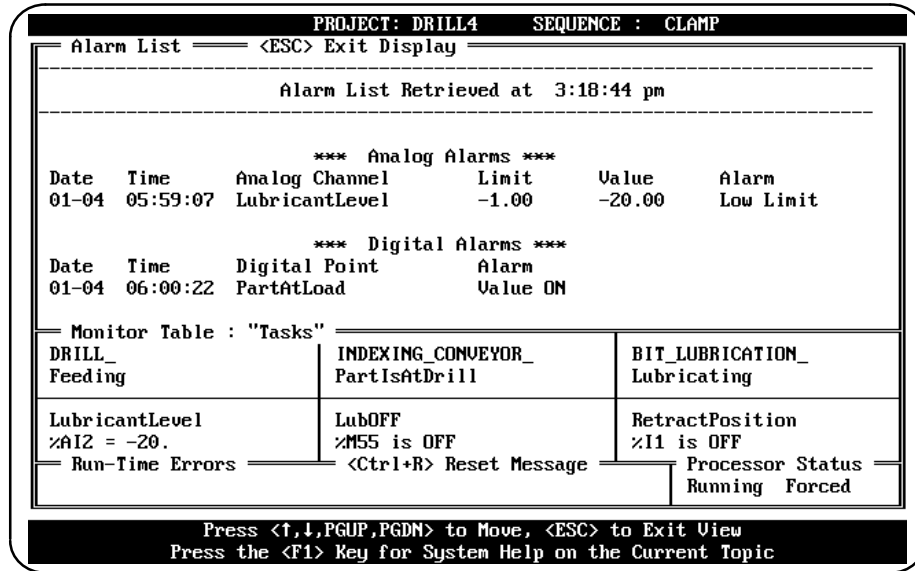 PROJECT: DRILL4 SEQUENCE : CLAMP
Alarm List <ESC> Exit Display
Alarm List Retrieved at 3:18:44 pm
*** Analog Alarms ***
Date Time Analog Channel Limit Value Alarm
01-04 05:59:07 LubricantLevel -1.00 -20.00 Low Limit
*** Digital Alarms ***
Date Time Digital Point Alarm
01-04 06:00:22 PartAtLoad Value ON
Monitor Table : "Tasks"
DRILL_ INDEXING_CONVEYOR_ BIT_LUBRICATION_
Feeding PartIsAtDrill Lubricating
LubricantLevel LubOFF RetractPosition
%AI2 = -20. %M55 is OFF %I1 is OFF
Run-Time Errors <Ctrl+R> Reset Message Processor Status
Running Forced
Press <↑,↓,PGUP,PGDN> to Move, <ESC> to Exit View
Press the <F1> Key for System Help on the Current Topic